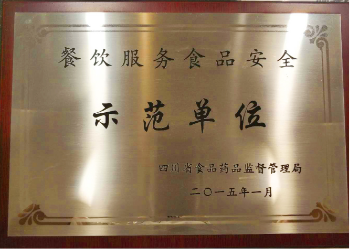 餐饮服务食品安全
示范单位
四川省食品药品监督管理局
二〇一五年一月